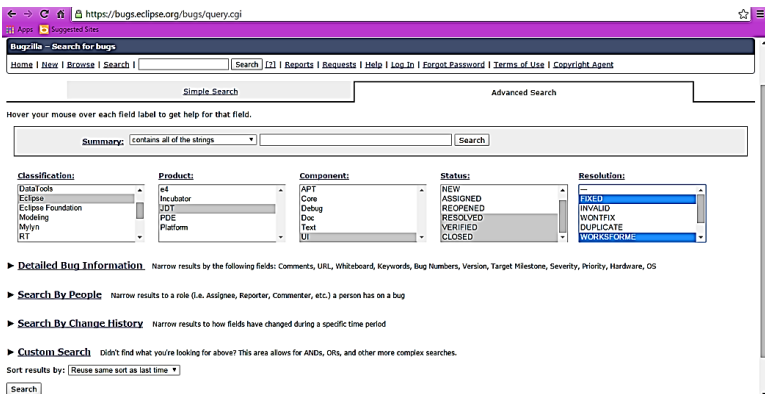 https://bugs.eclipse.org/bugs/query.cgi
Apps Suggested Sites
Bugzilla – Search for bugs
Home | New | Browse | Search | Search [?] | Reports | Requests | Help | Log In | Forgot Password | Terms of Use | Copyright Agent
Simple Search Advanced Search
Hover your mouse over each field label to get help for that field.
Summary: contains all of the strings Search
Classification: Product: Component: Status: Resolution:
DataTools e4 APT NEW ---
Eclipse Incubator Core ASSIGNED FIXED
Eclipse Foundation JDT Debug REOPENED INVALID
Modeling PDE Doc RESOLVED WONTFIX
Mylyn Platform Text VERIFIED DUPLICATE
RT UI CLOSED WORKSFORME
► Detailed Bug Information Narrow results by the following fields: Comments, URL, Whiteboard, Keywords, Bug Numbers, Version, Target Milestone, Severity, Priority, Hardware, OS
► Search By People Narrow results to a role (i.e. Assignee, Reporter, Commenter, etc.) a person has on a bug
► Search By Change History Narrow results to how fields have changed during a specific time period
► Custom Search Didn't find what you're looking for above? This area allows for ANDs, ORs, and other more complex searches.
Sort results by: Reuse same sort as last time
Search